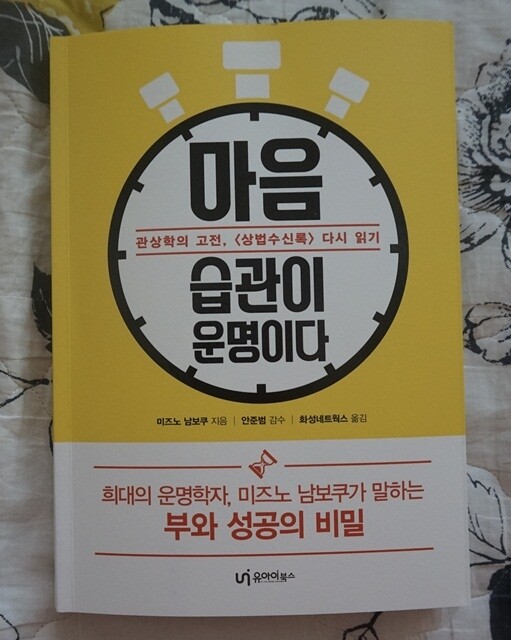 마음
관상학의 고전, 〈상법수신록〉 다시 읽기
습관이
운명이다
미즈노 남보쿠 지음 | 안준범 감수 | 화성네트웍스 옮김
희대의 운명학자, 미즈노 남보쿠가 말하는
부와 성공의 비밀
유아이북스